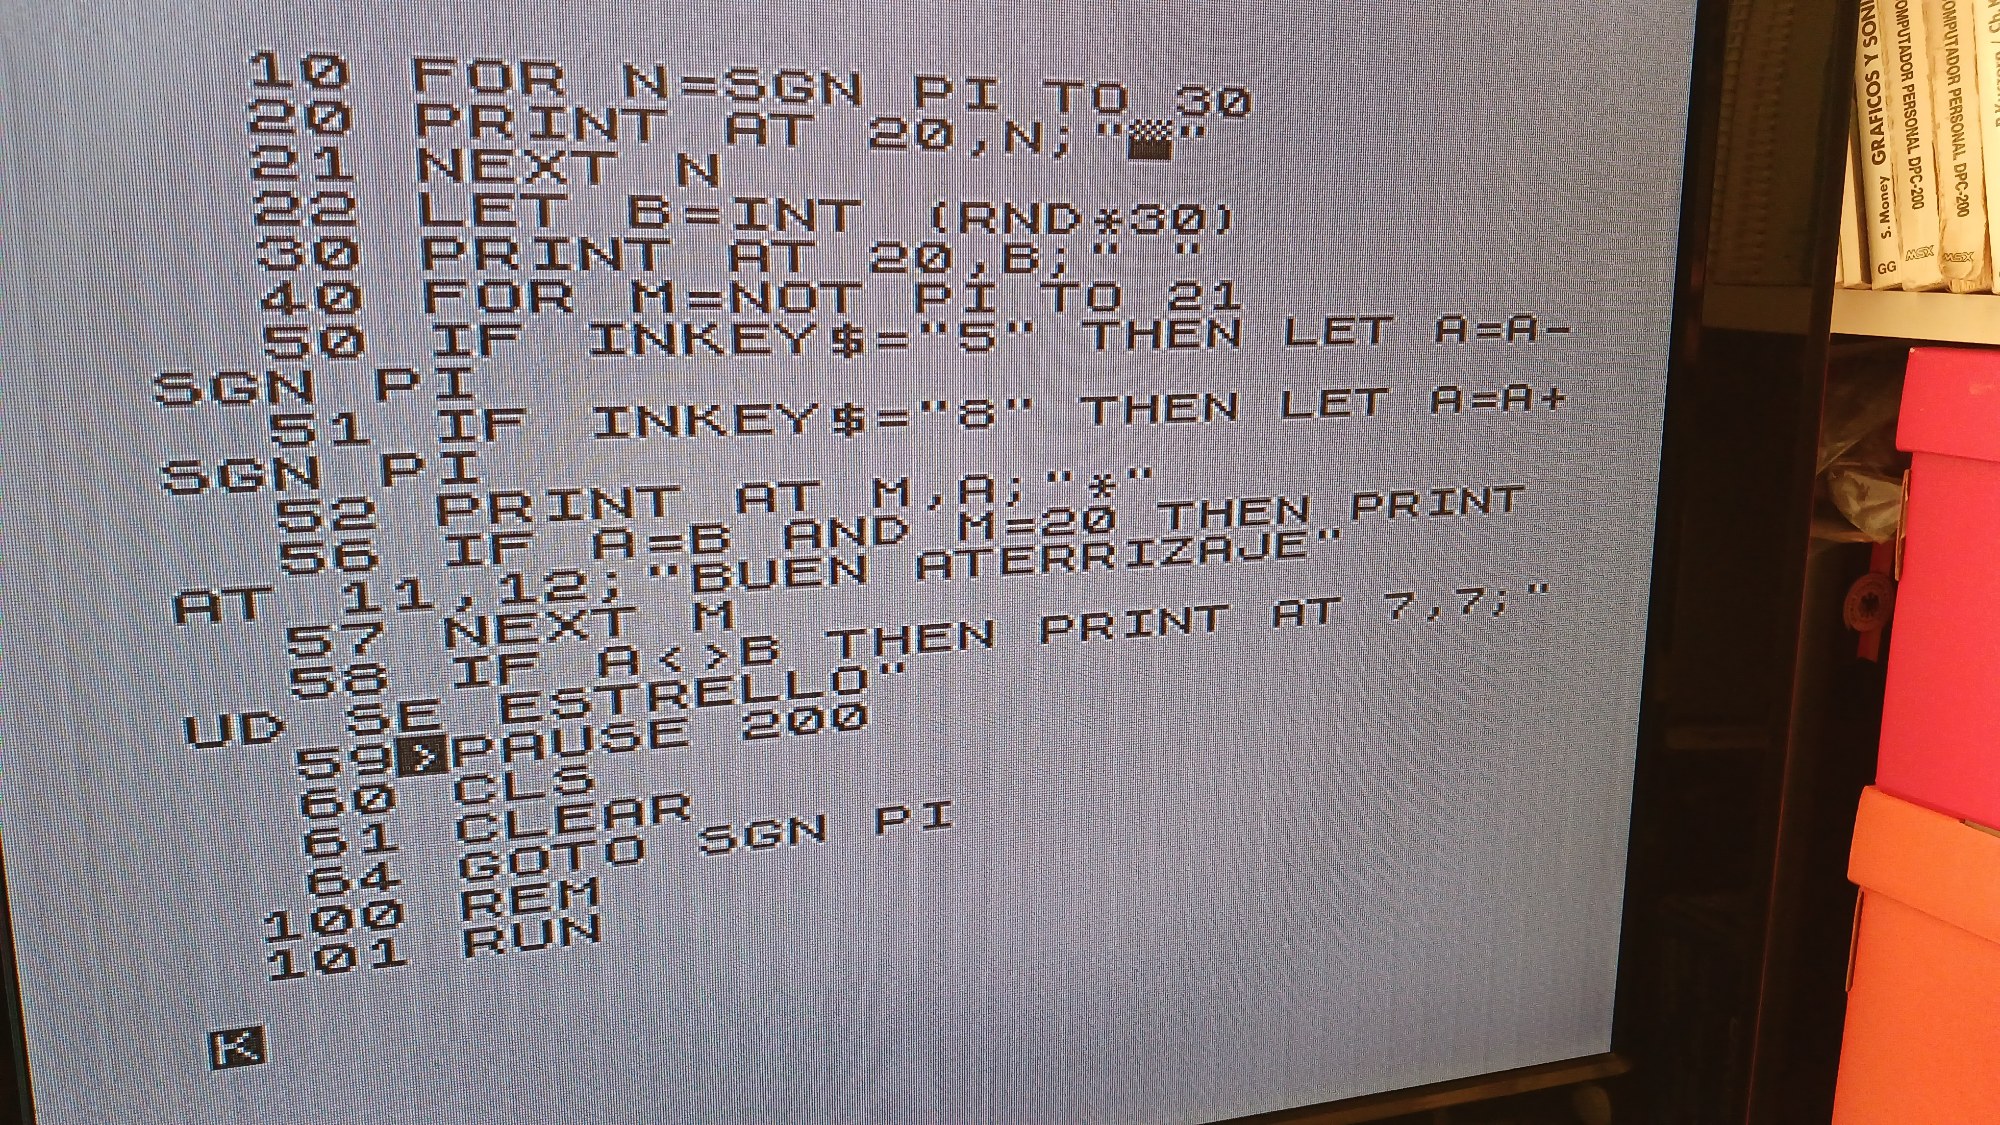 10 FOR N=SGN PI TO 30
20 PRINT AT 20,N;"▒"
21 NEXT N
22 LET B=INT (RND*30)
30 PRINT AT 20,B;" "
40 FOR M=NOT PI TO 21
50 IF INKEY$="5" THEN LET A=A-
SGN PI
51 IF INKEY$="8" THEN LET A=A+
SGN PI
52 PRINT AT M,A;"*"
56 IF A=B AND M=20 THEN PRINT
AT 11,12;"BUEN ATERRIZAJE"
57 NEXT M
58 IF A<>B THEN PRINT AT 7,7;"
UD SE ESTRELLO"
59>PAUSE 200
60 CLS
61 CLEAR
64 GOTO SGN PI
100 REM
101 RUN
K
GG S. Money GRAFICOS Y SONI
COMPUTADOR PERSONAL DPC-200 MSX
COMPUTADOR PERSONAL DPC-200 MSX